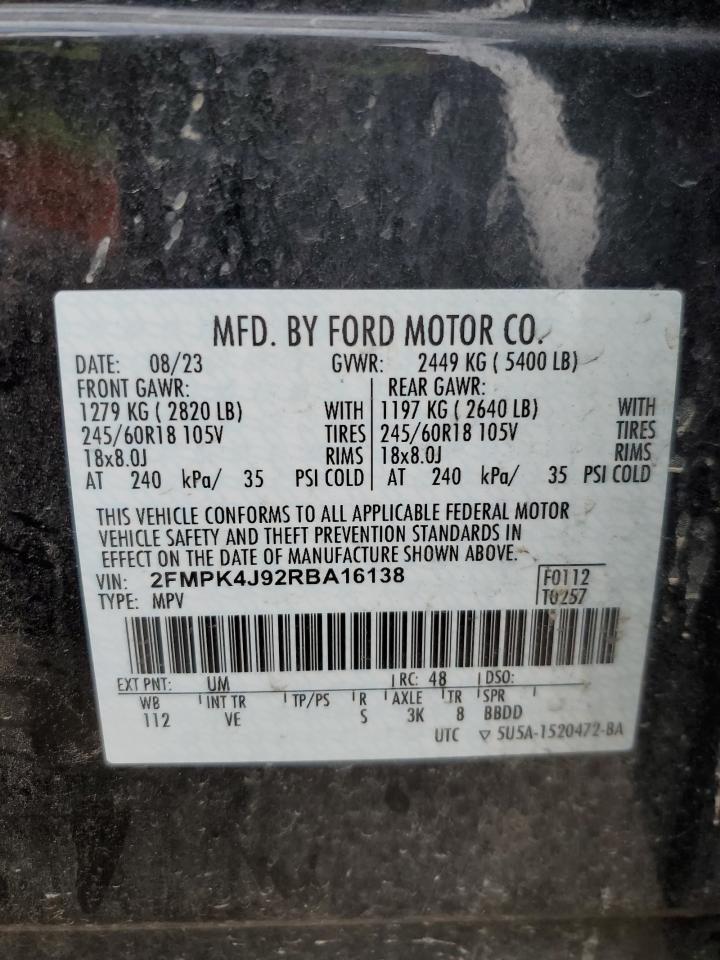 MFD. BY FORD MOTOR CO.
DATE: 08/23 GVWR: 2449 KG ( 5400 LB)
FRONT GAWR: REAR GAWR:
1279 KG ( 2820 LB) WITH 1197 KG ( 2640 LB) WITH
245/60R18 105V TIRES 245/60R18 105V TIRES
18x8.0J RIMS 18x8.0J RIMS
AT 240 kPa/ 35 PSI COLD AT 240 kPa/ 35 PSI COLD
THIS VEHICLE CONFORMS TO ALL APPLICABLE FEDERAL MOTOR
VEHICLE SAFETY AND THEFT PREVENTION STANDARDS IN
EFFECT ON THE DATE OF MANUFACTURE SHOWN ABOVE.
VIN: 2FMPK4J92RBA16138 F0112
TYPE: MPV T0257
EXT PNT: UM RC: 48 DSO:
WB INT TR TP/PS R AXLE TR SPR
112 VE S 3K 8 BBDD
UTC ▽ 5U5A-1520472-BA